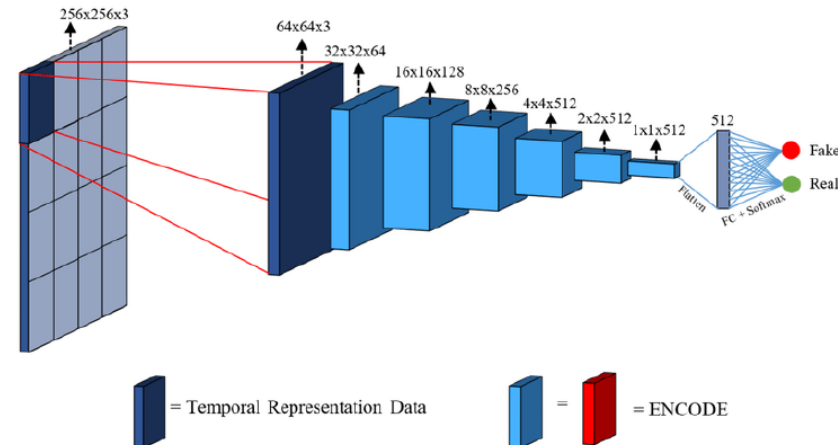 256x256x3
64x64x3
32x32x64
16x16x128
8x8x256
4x4x512
2x2x512
1x1x512
512
Fake
Real
Flatten
FC + Softmax
= Temporal Representation Data
=
= ENCODE